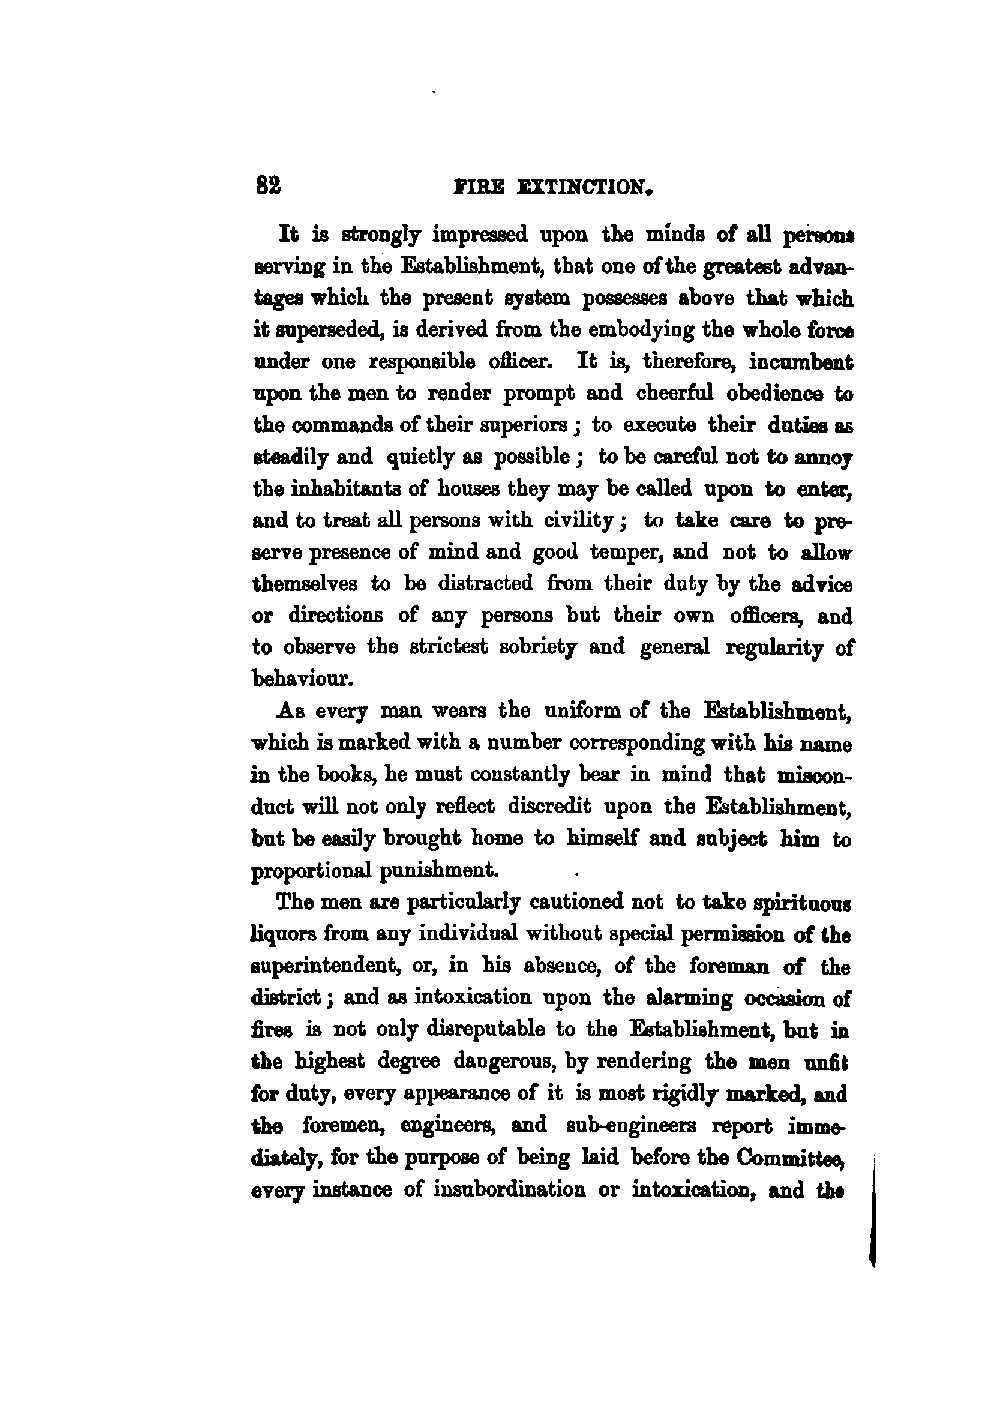 82 FIRE EXTINCTION.
It is strongly impressed upon the minds of all persons
serving in the Establishment, that one of the greatest advan-
tages which the present system possesses above that which
it superseded, is derived from the embodying the whole force
under one responsible officer. It is, therefore, incumbent
upon the men to render prompt and cheerful obedience to
the commands of their superiors; to execute their duties as
steadily and quietly as possible; to be careful not to annoy
the inhabitants of houses they may be called upon to enter,
and to treat all persons with civility; to take care to pre-
serve presence of mind and good temper, and not to allow
themselves to be distracted from their duty by the advice
or directions of any persons but their own officers, and
to observe the strictest sobriety and general regularity of
behaviour.
As every man wears the uniform of the Establishment,
which is marked with a number corresponding with his name
in the books, he must constantly bear in mind that miscon-
duct will not only reflect discredit upon the Establishment,
but be easily brought home to himself and subject him to
proportional punishment.
The men are particularly cautioned not to take spirituous
liquors from any individual without special permission of the
superintendent, or, in his absence, of the foreman of the
district; and as intoxication upon the alarming occasion of
fires is not only disreputable to the Establishment, but in
the highest degree dangerous, by rendering the men unfit
for duty, every appearance of it is most rigidly marked, and
the foremen, engineers, and sub-engineers report imme-
diately, for the purpose of being laid before the Committee,
every instance of insubordination or intoxication, and the